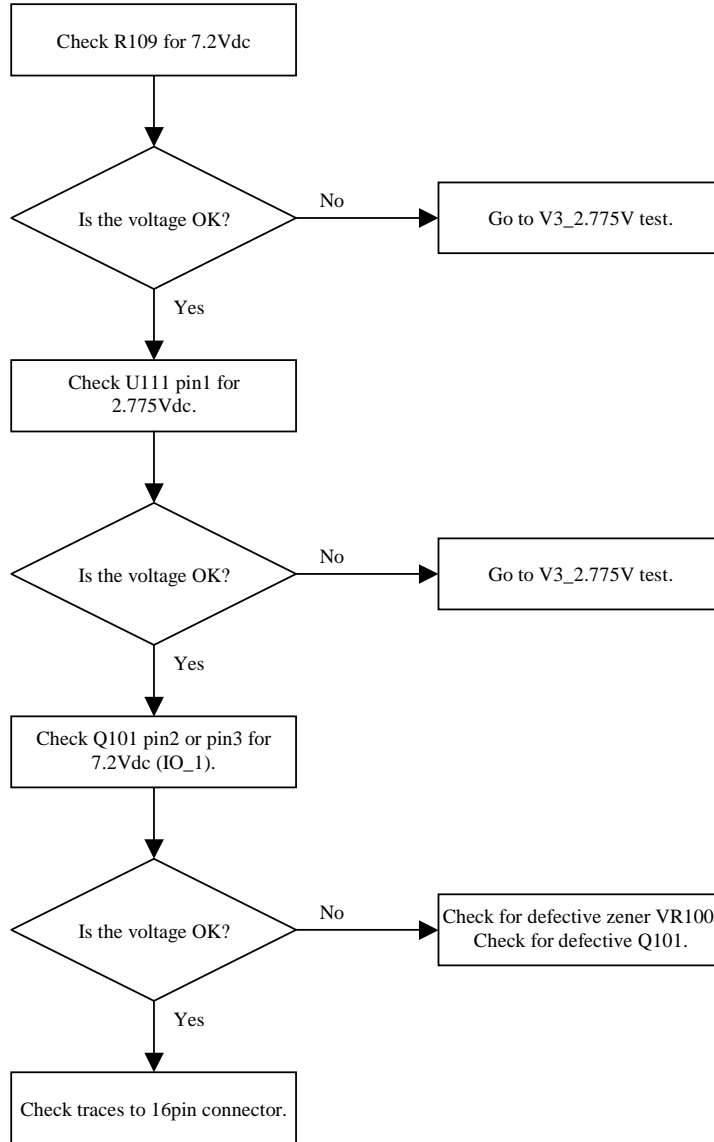 Check R109 for 7.2Vdc
Is the voltage OK?
No
Go to V3_2.775V test.
Yes
Check U111 pin1 for
2.775Vdc.
Is the voltage OK?
No
Go to V3_2.775V test.
Yes
Check Q101 pin2 or pin3 for
7.2Vdc (IO_1).
Is the voltage OK?
No
Check for defective zener VR100
Check for defective Q101.
Yes
Check traces to 16pin connector.